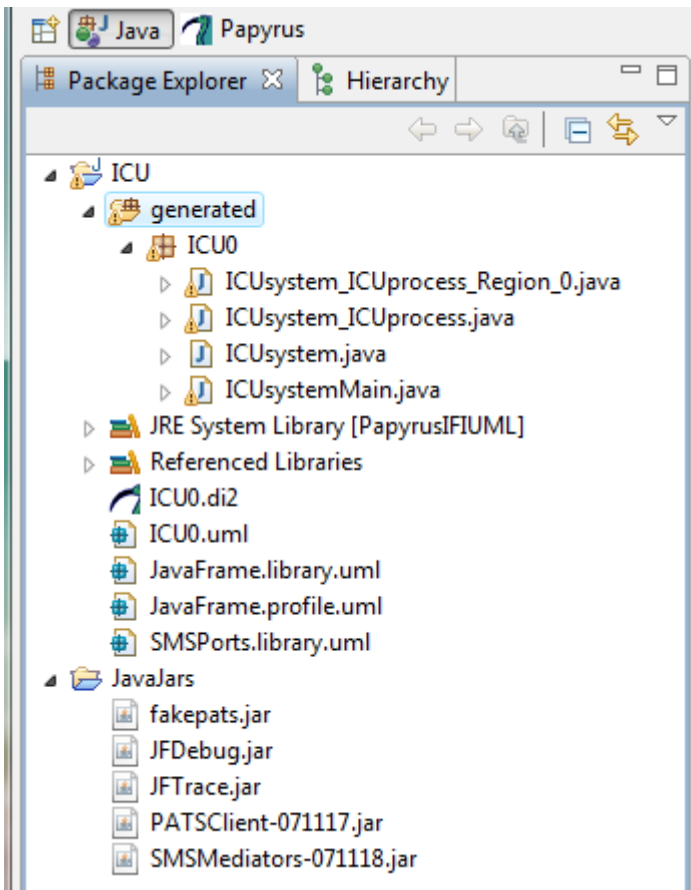 Java Papyrus
Package Explorer Hierarchy
ICU
generated
ICU0
ICUsystem_ICUprocess_Region_0.java
ICUsystem_ICUprocess.java
ICUsystem.java
ICUsystemMain.java
JRE System Library [PapyrusIFIUML]
Referenced Libraries
ICU0.di2
ICU0.uml
JavaFrame.library.uml
JavaFrame.profile.uml
SMSPorts.library.uml
JavaJars
fakepats.jar
JFDebug.jar
JFTrace.jar
PATSClient-071117.jar
SMSMediators-071118.jar